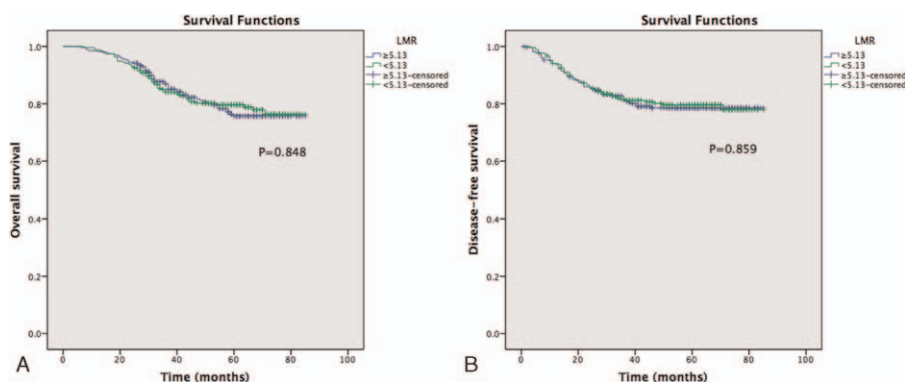 Survival Functions
LMR
≥5.13
<5.13
≥5.13-censored
<5.13-censored
Overall survival
1.0
0.8
0.6
0.4
0.2
0.0
P=0.848
0 20 40 60 80 100
Time (months)
A
Survival Functions
LMR
≥5.13
<5.13
≥5.13-censored
<5.13-censored
Disease-free survival
1.0
0.8
0.6
0.4
0.2
0.0
P=0.859
0 20 40 60 80 100
Time (months)
B